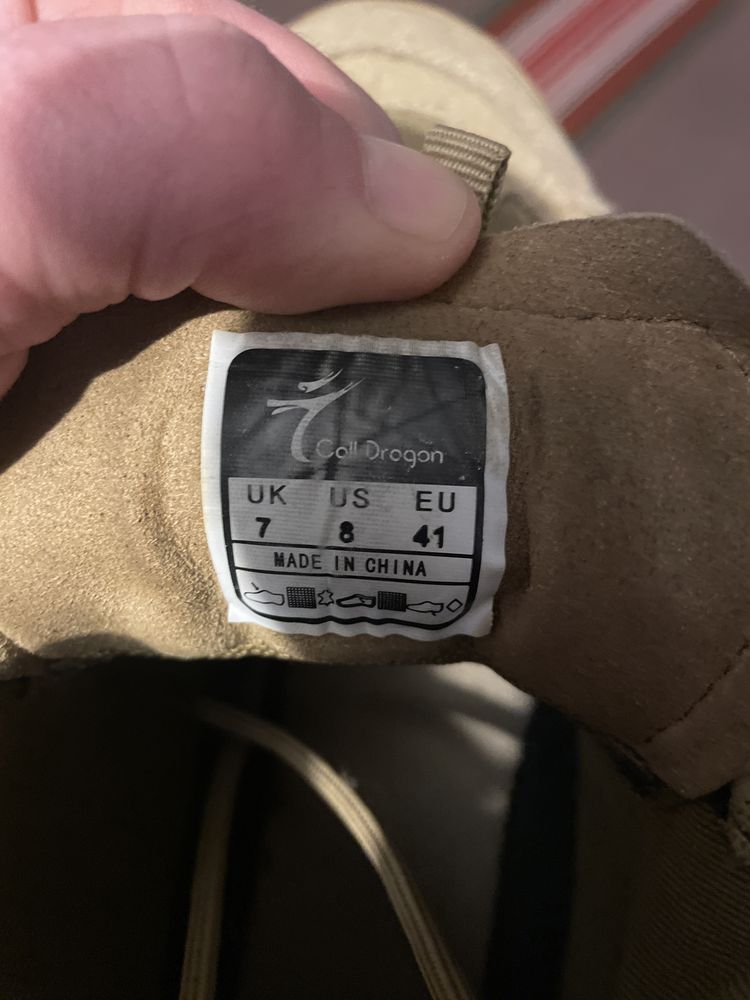 Call Dragon
UK US EU
7 8 41
MADE IN CHINA